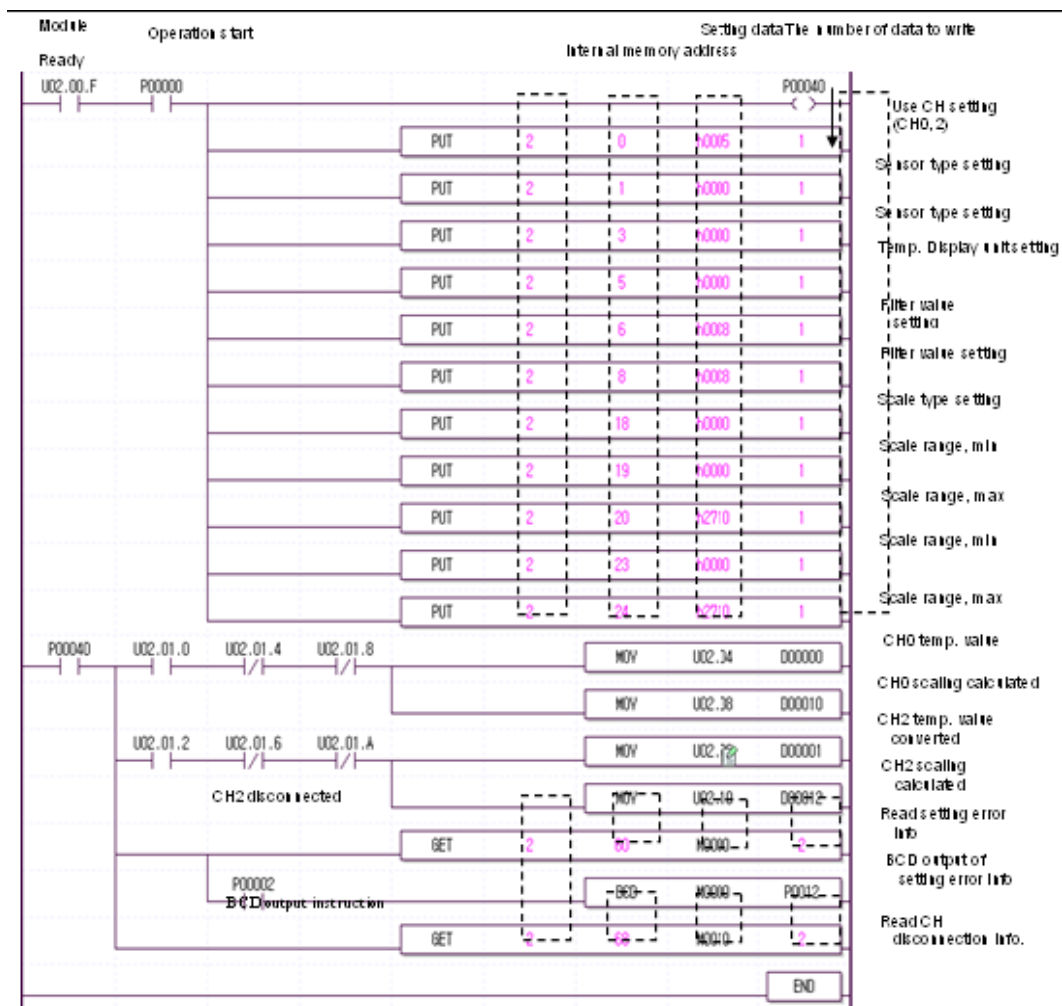 Module
Operation start
Setting data The number of data to write
Internal memory address
Ready
U02.00.F P00000 P00040
Use CH setting
(CH0, 2)
PUT 2 0 h0005 1
Sensor type setting
PUT 2 1 h0000 1
Sensor type setting
PUT 2 3 h0000 1
Temp. Display unit setting
PUT 2 5 h0000 1
Filter value
setting
PUT 2 6 h0008 1
Filter value setting
PUT 2 8 h0008 1
Scale type setting
PUT 2 18 h0000 1
Scale range, min
PUT 2 19 h0000 1
Scale range, max
PUT 2 20 h2710 1
Scale range, min
PUT 2 23 h0000 1
Scale range, max
PUT 2 24 h2710 1
CH0 temp. value
P00040 U02.01.0 U02.01.4 U02.01.8 MOV U02.04 D00000
CH0 scaling calculated
MOV U02.08 D00010
CH2 temp. value
converted
U02.01.2 U02.01.6 U02.01.A MOV D00001
CH2 scaling
calculated
CH2 disconnected
MOV U02.10 D00012
Read setting error
Info
GET 2 60 2
BCD output of
setting error Info
P00002
BCD output instruction
BCD P0012
Read CH
disconnection Info.
GET 2 68 M0010 2
END